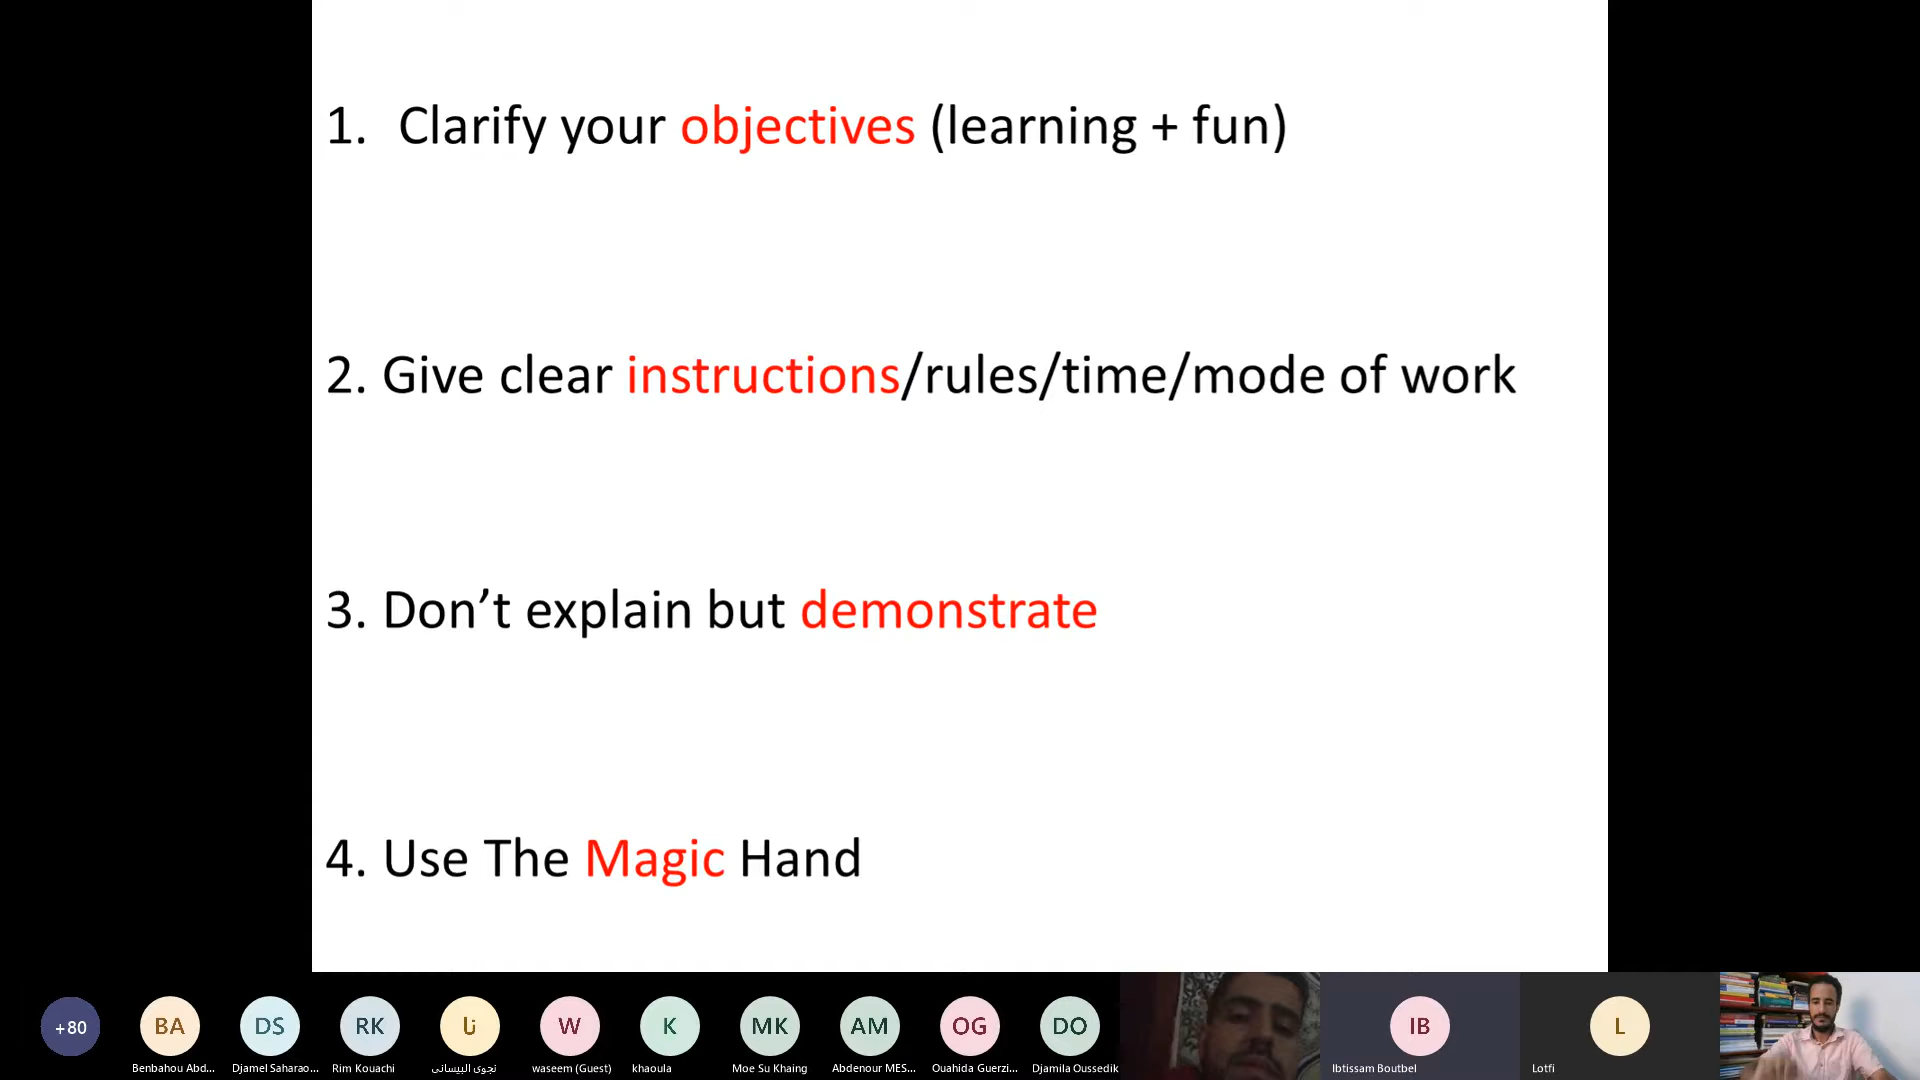 1. Clarify your objectives (learning + fun)
2. Give clear instructions/rules/time/mode of work
3. Don’t explain but demonstrate
4. Use The Magic Hand
+80
BA
DS
RK
نا
W
K
MK
AM
OG
DO
IB
L
Benbahou Abd...
Djamel Saharao...
Rim Kouachi
نجوى البيساني
waseem (Guest)
khaoula
Moe Su Khaing
Abdenour MES...
Ouahida Guerzi...
Djamila Oussedik
Ibtissam Boutbel
Lotfi